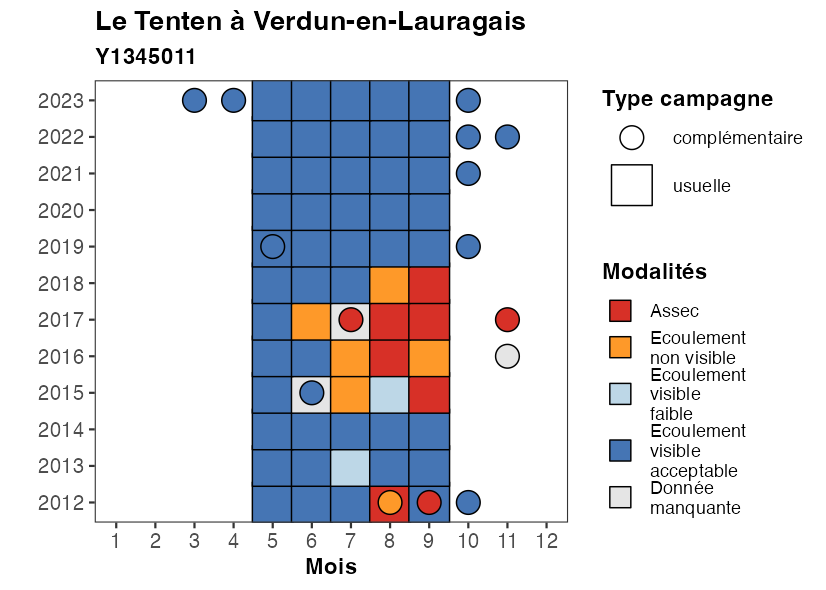 Le Tenten à Verdun-en-Lauragais
Y1345011
2023
2022
2021
2020
2019
2018
2017
2016
2015
2014
2013
2012
1 2 3 4 5 6 7 8 9 10 11 12
Mois
Type campagne
complémentaire
usuelle
Modalités
Assec
Ecoulement
non visible
Ecoulement
visible
faible
Ecoulement
visible
acceptable
Donnée
manquante